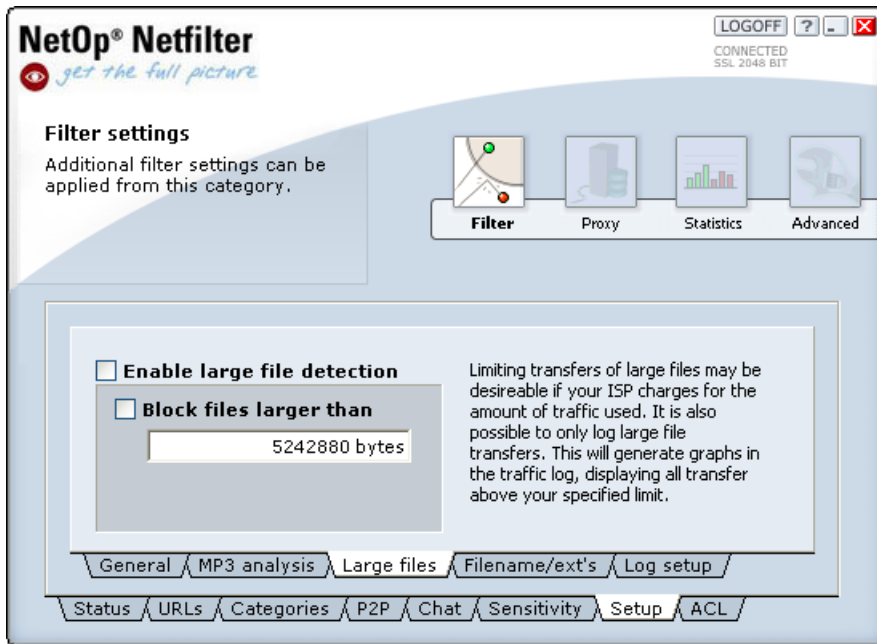 NetOp® Netfilter
get the full picture
LOGOFF ?
CONNECTED
SSL 2048 BIT
Filter settings
Additional filter settings can be
applied from this category.
Filter Proxy Statistics Advanced
Enable large file detection
Block files larger than
5242880 bytes
Limiting transfers of large files may be
desireable if your ISP charges for the
amount of traffic used. It is also
possible to only log large file
transfers. This will generate graphs in
the traffic log, displaying all transfer
above your specified limit.
General MP3 analysis Large files Filename/ext's Log setup
Status URLs Categories P2P Chat Sensitivity Setup ACL